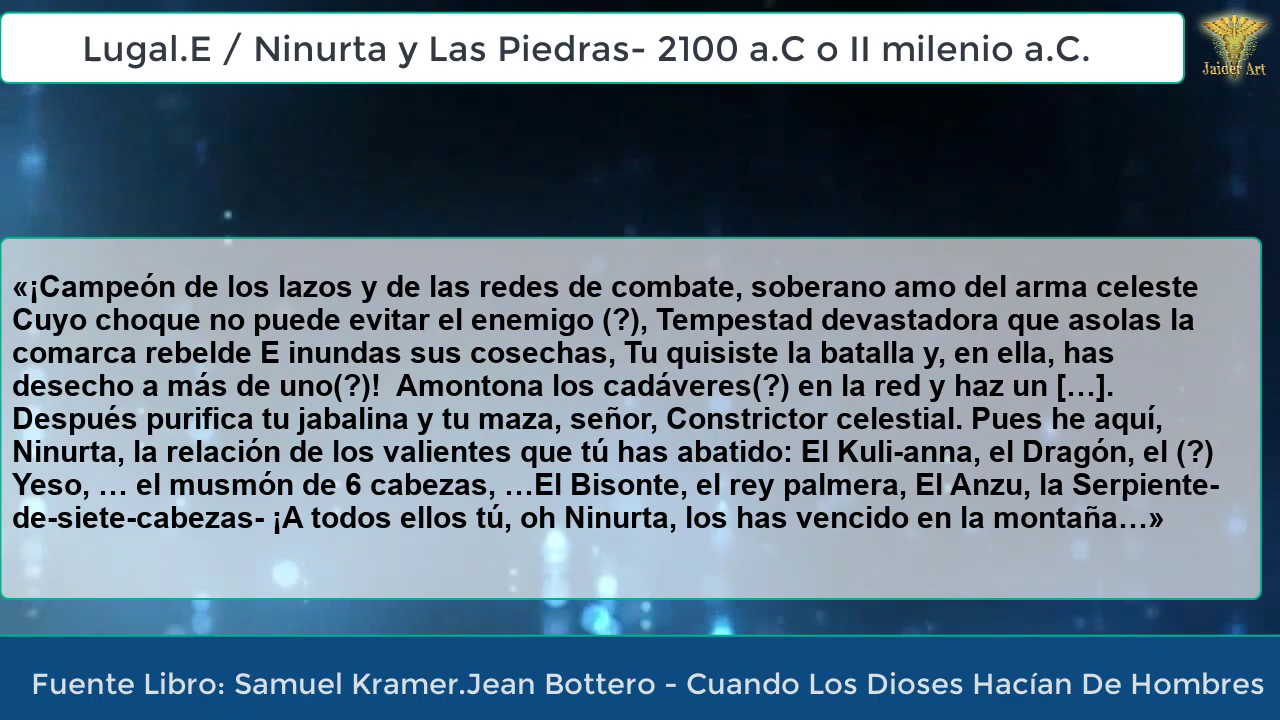 Lugal.E / Ninurta y Las Piedras- 2100 a.C o II milenio a.C.
Jaider Art
«¡Campeón de los lazos y de las redes de combate, soberano amo del arma celeste
Cuyo choque no puede evitar el enemigo (?), Tempestad devastadora que asolas la
comarca rebelde E inundas sus cosechas, Tu quisiste la batalla y, en ella, has
desecho a más de uno(?)!  Amontona los cadáveres(?) en la red y haz un […].
Después purifica tu jabalina y tu maza, señor, Constrictor celestial. Pues he aquí,
Ninurta, la relación de los valientes que tú has abatido: El Kuli-anna, el Dragón, el (?)
Yeso, … el musmón de 6 cabezas, …El Bisonte, el rey palmera, El Anzu, la Serpiente-
de-siete-cabezas- ¡A todos ellos tú, oh Ninurta, los has vencido en la montaña…»
Fuente Libro: Samuel Kramer.Jean Bottero - Cuando Los Dioses Hacían De Hombres